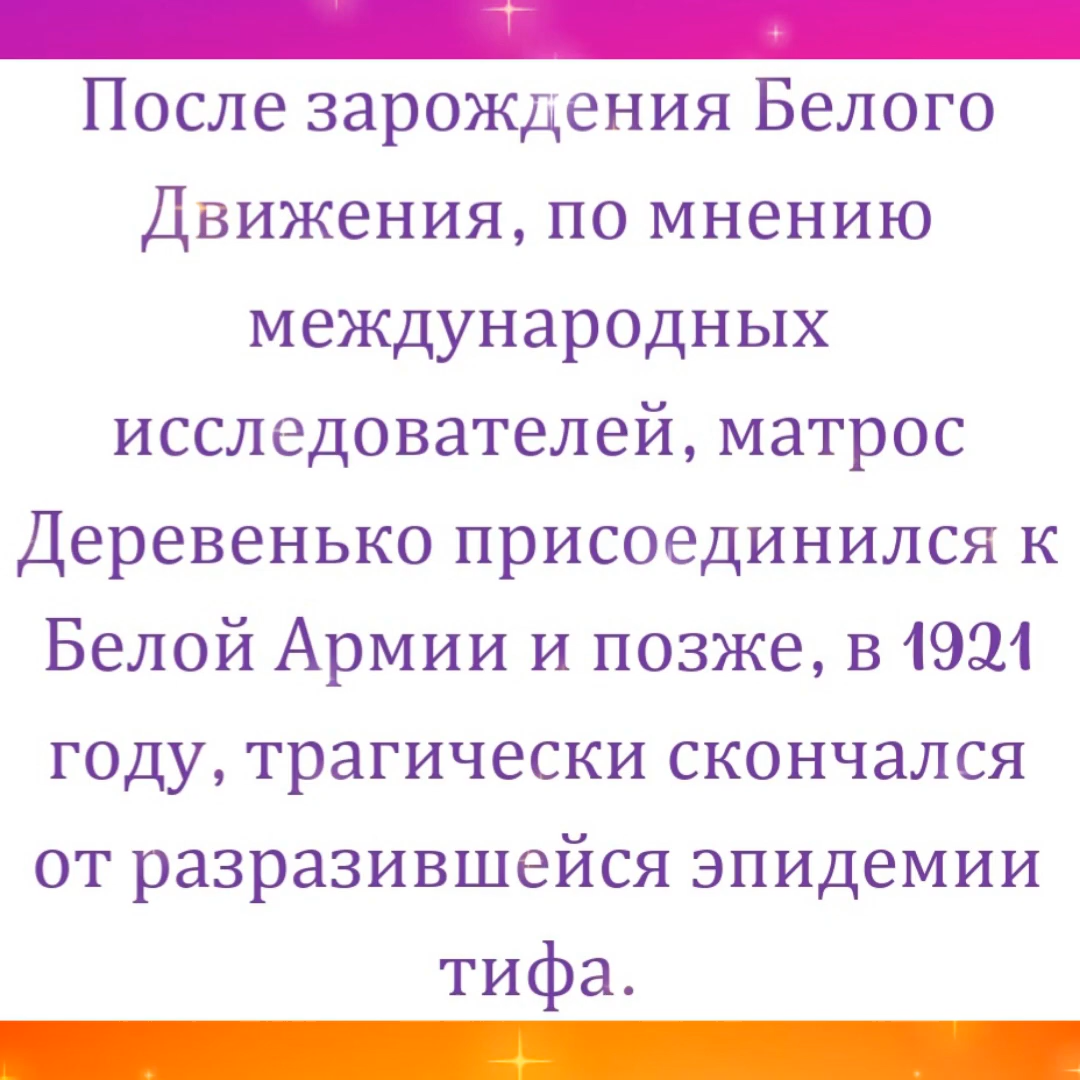 После зарождения Белого
Движения, по мнению
международных
исследователей, матрос
Деревенько присоединился к
Белой Армии и позже, в 1921
году, трагически скончался
от разразившейся эпидемии
тифа.